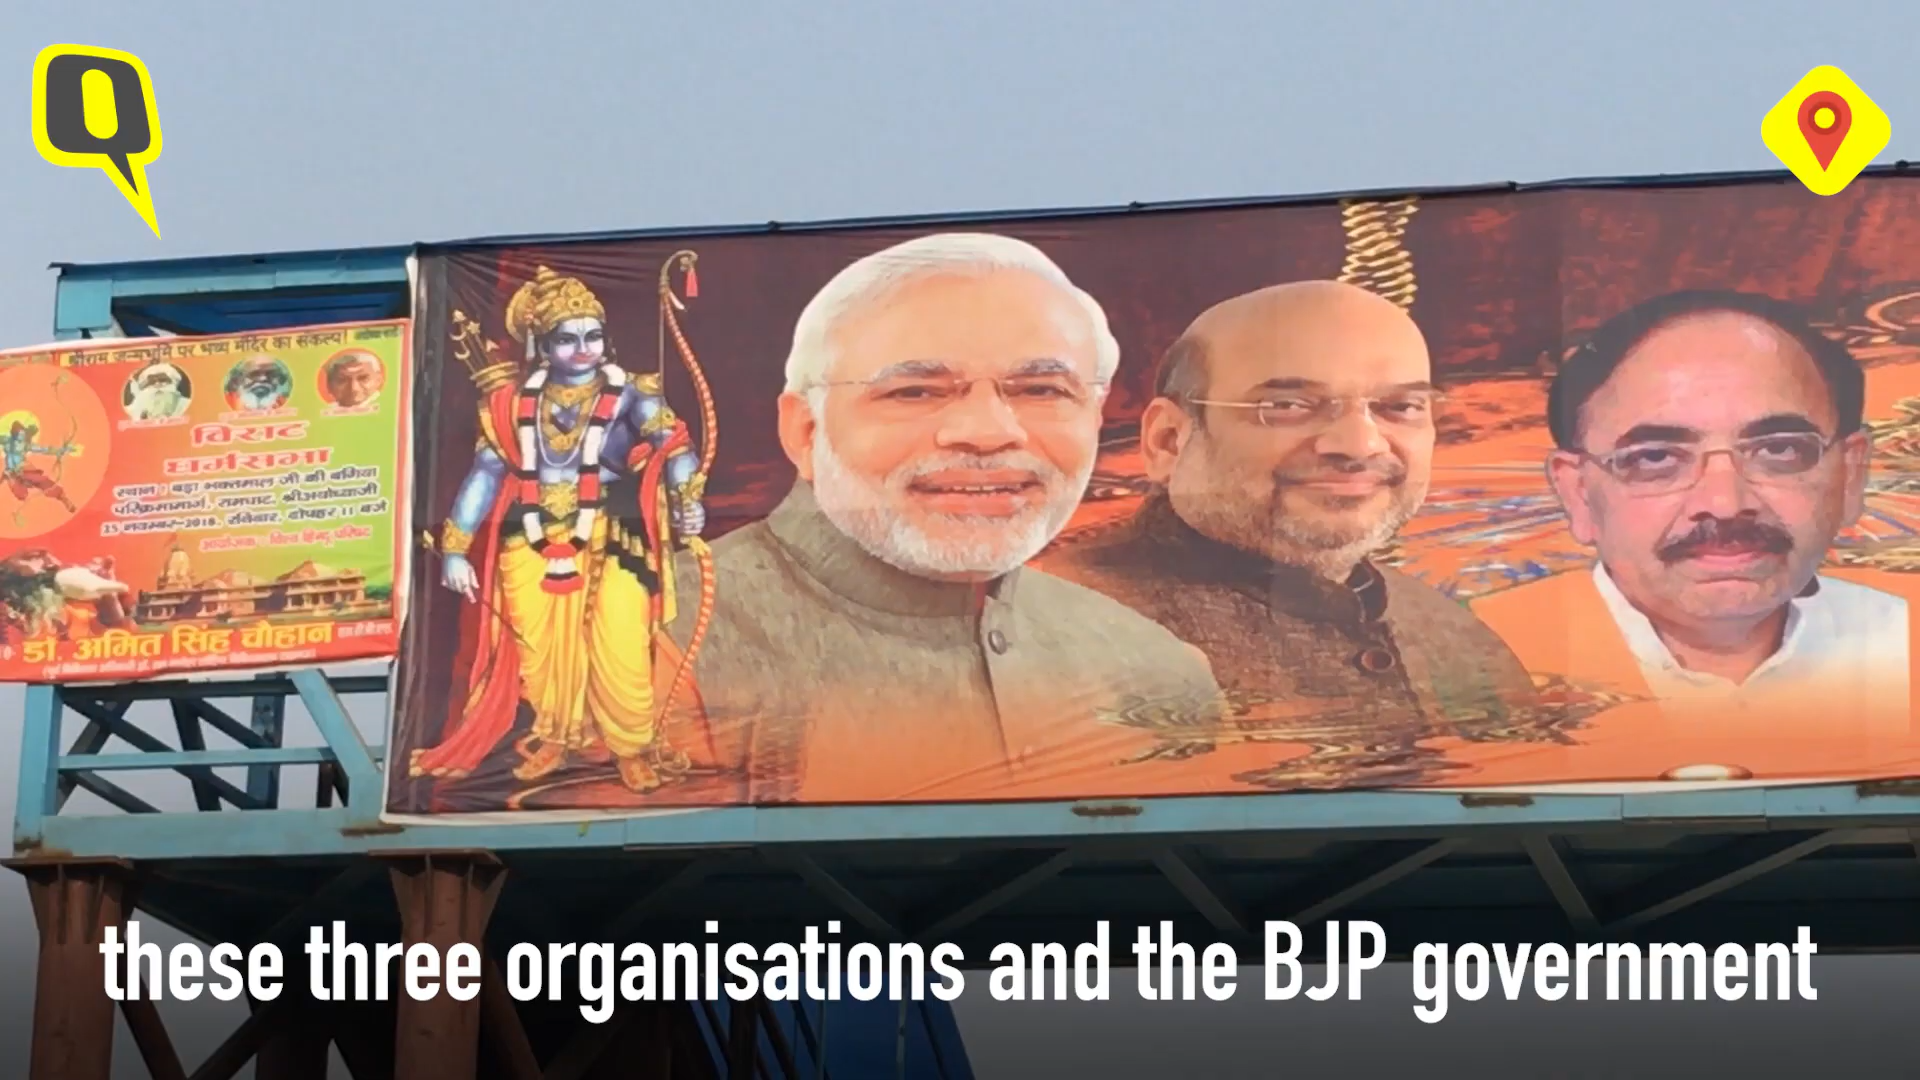 श्रीराम जन्मभूमि पर भव्य मंदिर का संकल्प!
विराट
धर्मसभा
स्थान : बड़ा भक्तमाल जी की बगिया
परिक्रमामार्ग, रामघाट, श्रीअयोध्याजी
25 नवम्बर-2018, रविवार, दोपहर 11 बजे
आयोजक : विश्व हिन्दू परिषद
डॉ. अमित सिंह चौहान
these three organisations and the BJP government